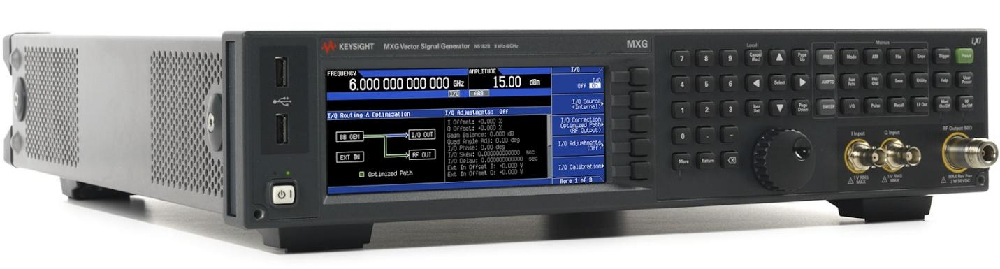 KEYSIGHT MXG Vector Signal Generator N5182B 9 kHz-6 GHz MXG
LXI
FREQUENCY
AMPLITUDE
6.000 000 000 000 GHz
15.00 dBm
I/Q ARB
I/Q Routing & Optimization
BB GEN
I/Q OUT
EXT IN
RF OUT
Optimized Path
I/Q Adjustments: Off
I Offset: +0.000 %
Q Offset: +0.000 %
Gain Balance: 0.000 dB
Quad Angle Adj: 0.00 deg
I/Q Phase: 0.00 deg
I/Q Skew: 0.000000000000 sec
I/Q Delay: 0.000000000000 sec
Ext In Offset I: +0.000 V
Ext In Offset Q: +0.000 V
I/Q
I/Q
Off On
I/Q Source
(Internal)
I/Q Correction
Optimized Path
(RF Output)
I/Q Adjustments
(Off)
I/Q Calibration
More 1 of 3
Local
Menus
7 8 9 Cancel (Esc) Page Up FREQ Mode AM File Error Trigger Preset
4 5 6 Select AMPTD Aux Fctn FM/ΦM Save Utility Help User Preset
1 2 3 Incr Set Page Down SWEEP I/Q Pulse Recall LF Out Mod On/Off RF On/Off
0 . -
More Return
I Input
Q Input
RF Output 50Ω
1V RMS
MAX
1V RMS
MAX
MAX Rev Pwr
2W 50VDC